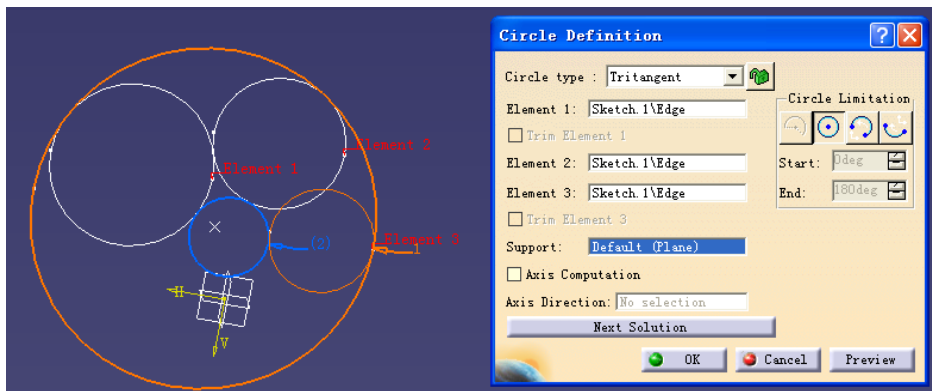 Circle Definition
Circle type : Tritangent
Element 1: Sketch.1\Edge
Trim Element 1
Element 2: Sketch.1\Edge
Element 3: Sketch.1\Edge
Trim Element 3
Support: Default (Plane)
Axis Computation
Axis Direction: No selection
Next Solution
Circle Limitation
Start: 0deg
End: 180deg
OK Cancel Preview
Element 2
Element 1
(2)
Element 3
1
H
V